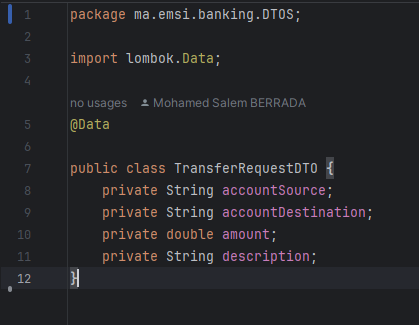 1 package ma.emsi.banking.DTOS;
2
3 import lombok.Data;
4
no usages Mohamed Salem BERRADA
5 @Data
6
7 public class TransferRequestDTO {
8 private String accountSource;
9 private String accountDestination;
10 private double amount;
11 private String description;
12 }